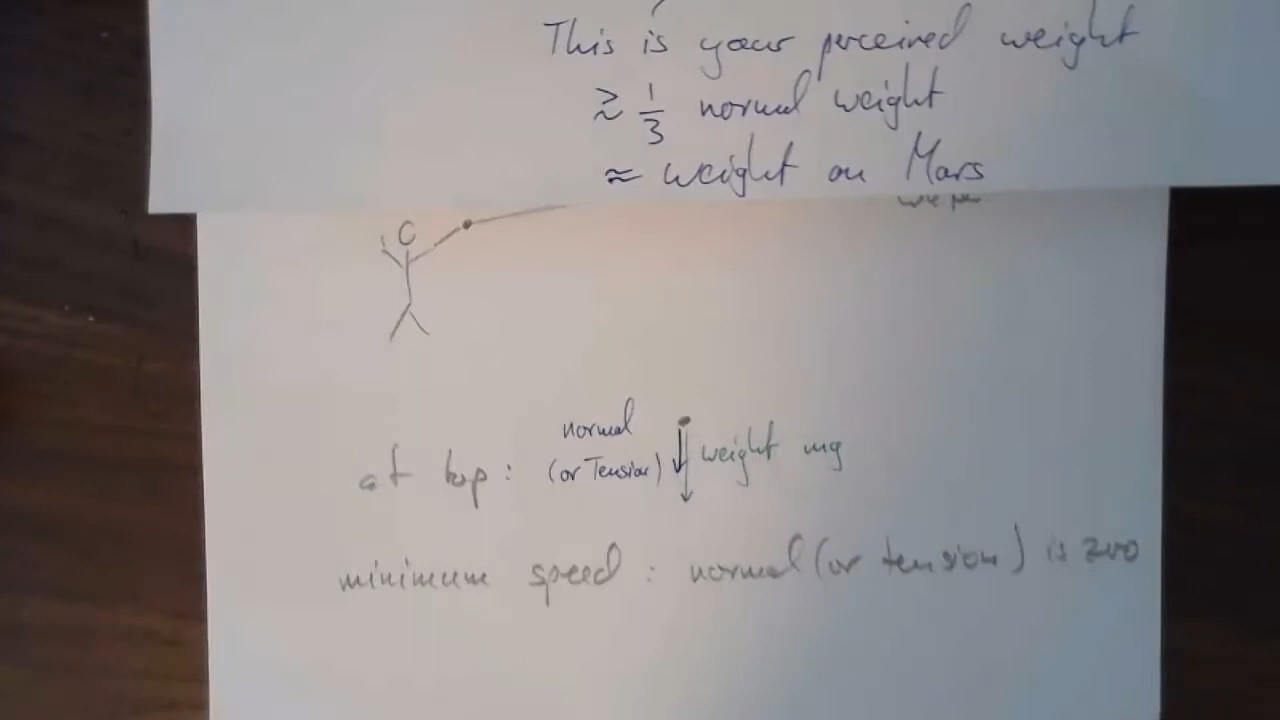 This is your perceived weight
≳ 1/3 normal weight
≈ weight on Mars
normal
at top: (or Tension) weight mg
minimum speed: normal (or tension) is zero